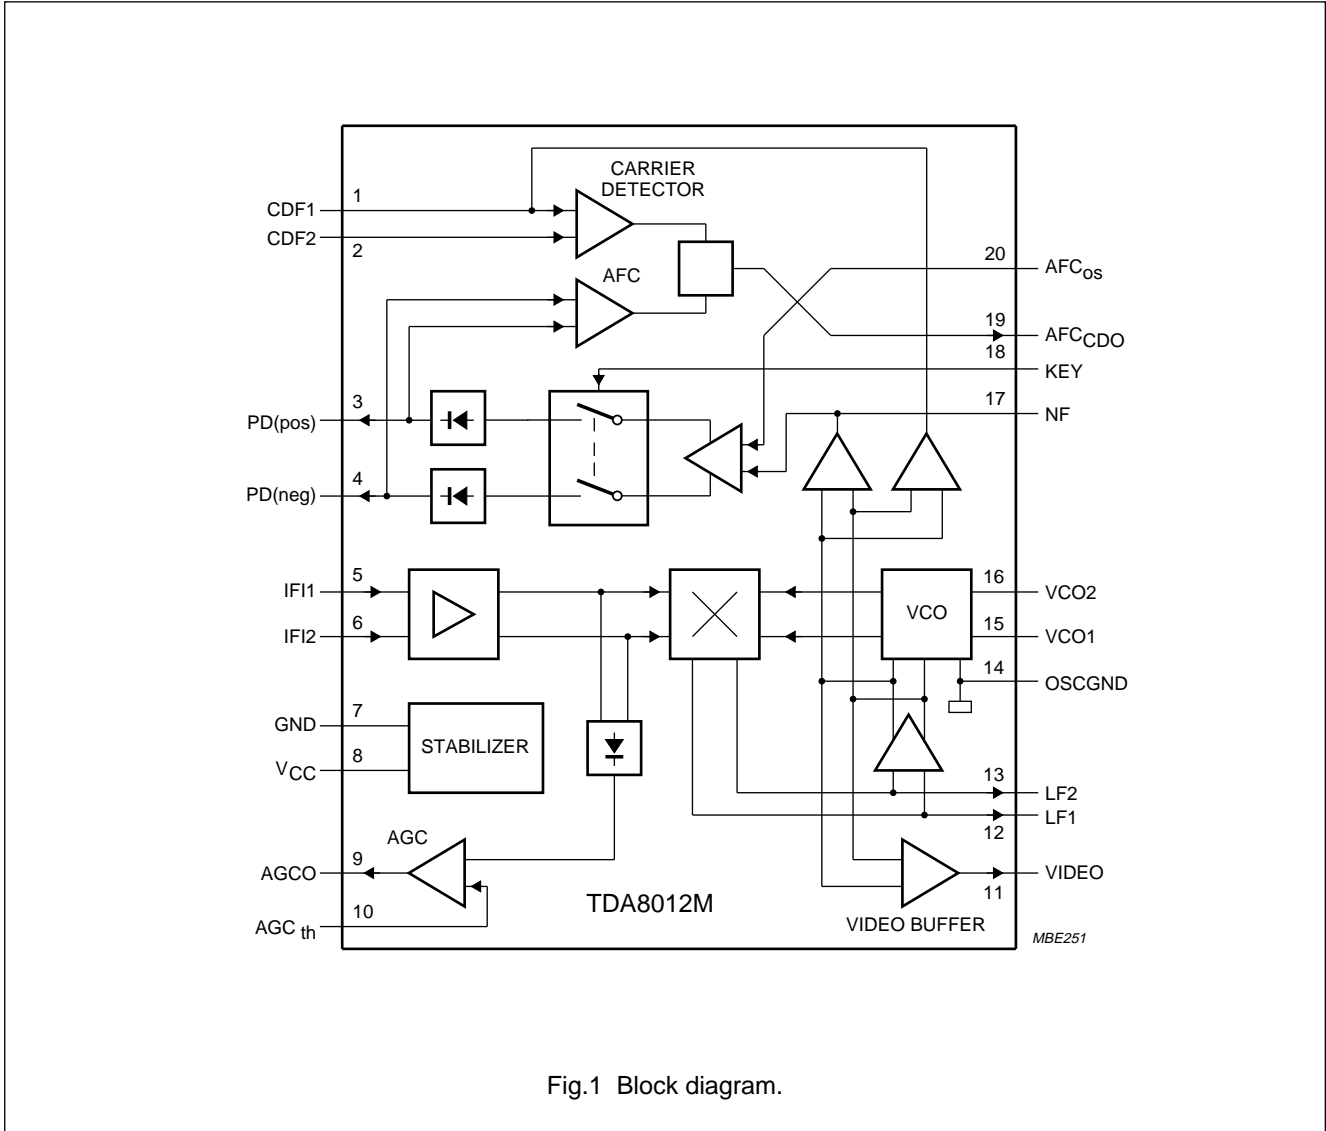 CARRIER
DETECTOR
1
CDF1
CDF2
2
20
AFCos
AFC
19
AFCCDO
18
KEY
3
17
PD(pos)
NF
4
PD(neg)
5
IFI1
16
VCO2
VCO
6
IFI2
15
VCO1
14
OSCGND
7
GND
STABILIZER
8
VCC
13
LF2
LF1
12
AGC
9
AGCO
VIDEO
11
10
AGC th
TDA8012M
VIDEO BUFFER
MBE251
Fig.1 Block diagram.